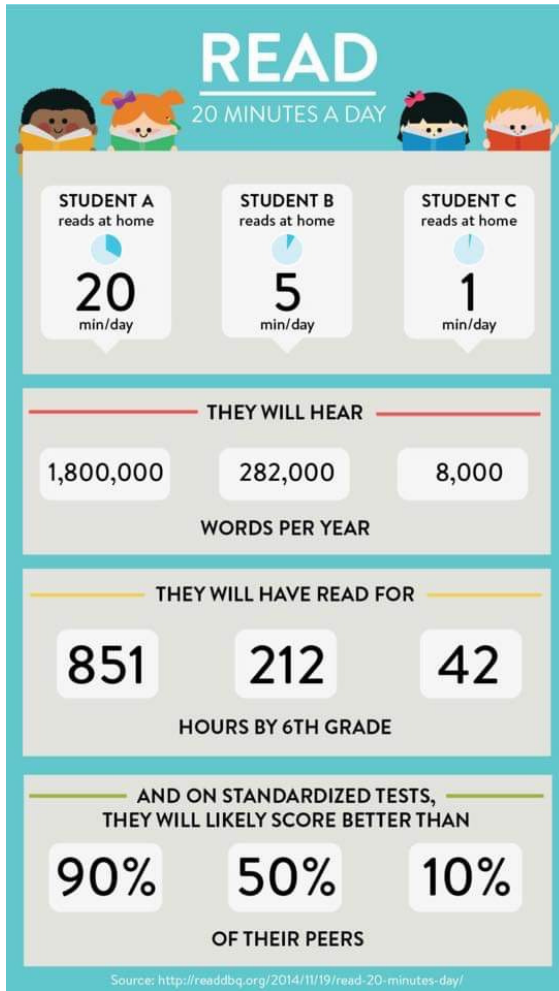 READ
20 MINUTES A DAY
STUDENT A
reads at home
20
min/day
STUDENT B
reads at home
5
min/day
STUDENT C
reads at home
1
min/day
THEY WILL HEAR
1,800,000 282,000 8,000
WORDS PER YEAR
THEY WILL HAVE READ FOR
851 212 42
HOURS BY 6TH GRADE
AND ON STANDARDIZED TESTS,
THEY WILL LIKELY SCORE BETTER THAN
90% 50% 10%
OF THEIR PEERS
Source: http://readdbq.org/2014/11/19/read-20-minutes-day/